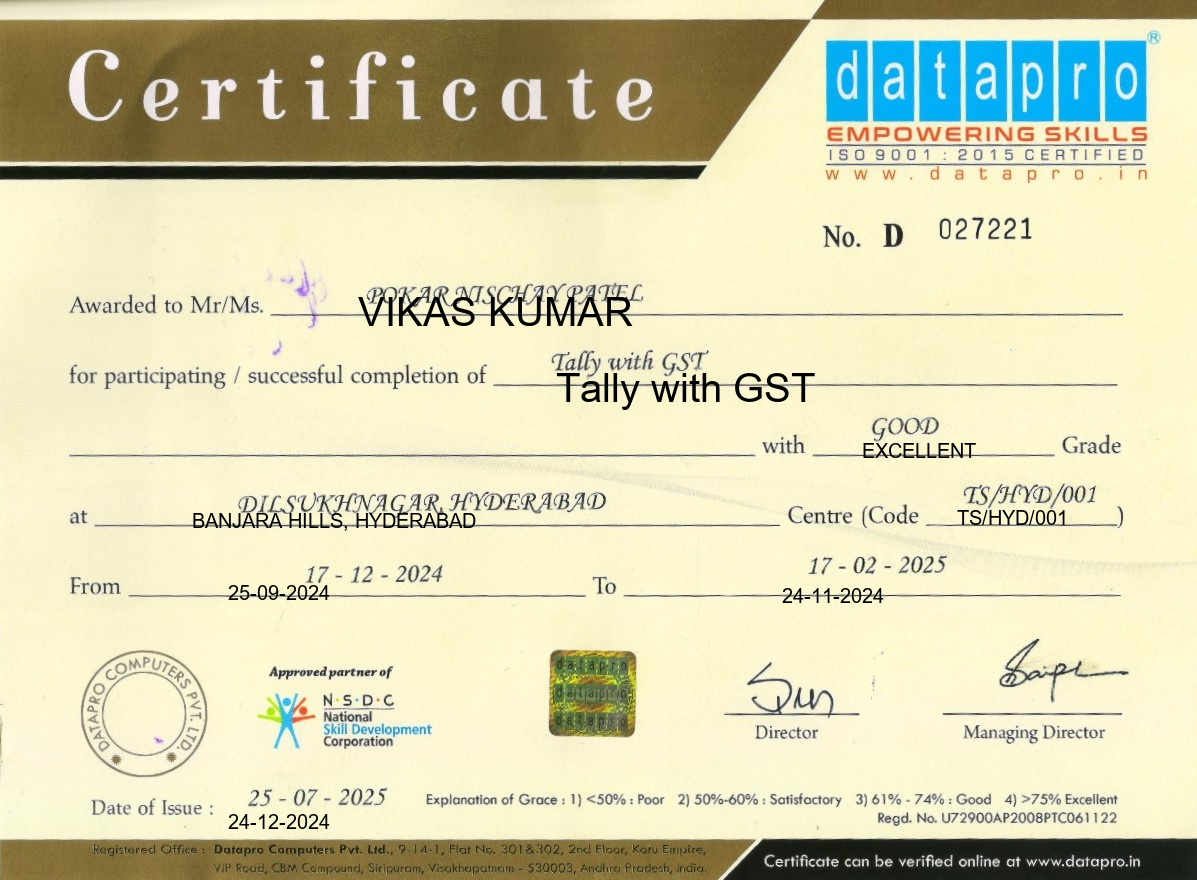 Certificate
datapro®
EMPOWERING SKILLS
ISO 9001 : 2015 CERTIFIED
www.datapro.in
No. D 027221
POKAR NISCHAY PATEL
Awarded to Mr/Ms. VIKAS KUMAR
Tally with GST
for participating / successful completion of Tally with GST
GOOD
with EXCELLENT Grade
DILSUKHNAGAR, HYDERABAD TS/HYD/001
at BANJARA HILLS, HYDERABAD Centre (Code TS/HYD/001)
17 - 12 - 2024 17 - 02 - 2025
From 25-09-2024 To 24-11-2024
DATAPRO COMPUTERS PVT. LTD.
Approved partner of
N·S·D·C
National
Skill Development
Corporation
datapro
datapro
datapro
Director
Managing Director
25 - 07 - 2025
Date of Issue : 24-12-2024
Explanation of Grace : 1) <50% : Poor 2) 50%-60% : Satisfactory 3) 61% - 74% : Good 4) >75% Excellent
Regd. No. U72900AP2008PTC061122
Registered Office : Datapro Computers Pvt. Ltd., 9-14-1, Flat No. 301&302, 2nd Floor, Koru Empire,
VIP Road, CBM Compound, Siripuram, Visakhapatnam - 530003, Andhra Pradesh, India.
Certificate can be verified online at www.datapro.in